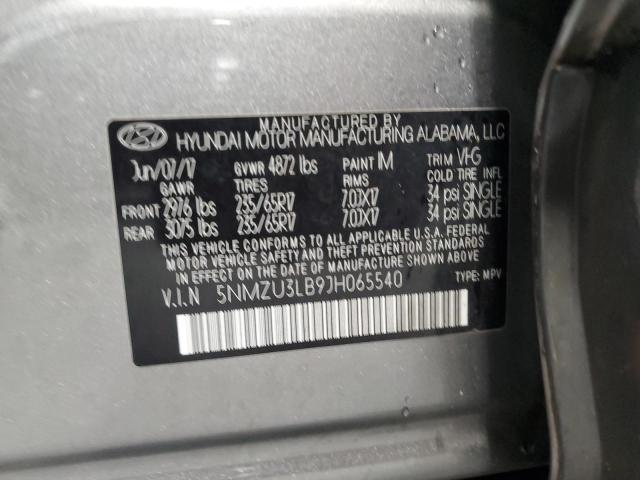 MANUFACTURED BY
HYUNDAI MOTOR MANUFACTURING ALABAMA, LLC
Jun/07/17 GVWR 4872 lbs PAINT IM TRIM VHG
GAWR TIRES RIMS COLD TIRE INFL
FRONT 2976 lbs 235/65R17 7.0JX17 34 psi SINGLE
REAR 3075 lbs 235/65R17 7.0JX17 34 psi SINGLE
THIS VEHICLE CONFORMS TO ALL APPLICABLE U.S.A. FEDERAL
MOTOR VEHICLE SAFETY AND THEFT PREVENTION STANDARDS
IN EFFECT ON THE DATE OF MANUFACTURE SHOWN ABOVE.
V.I.N 5NMZU3LB9JH065540 TYPE: MPV